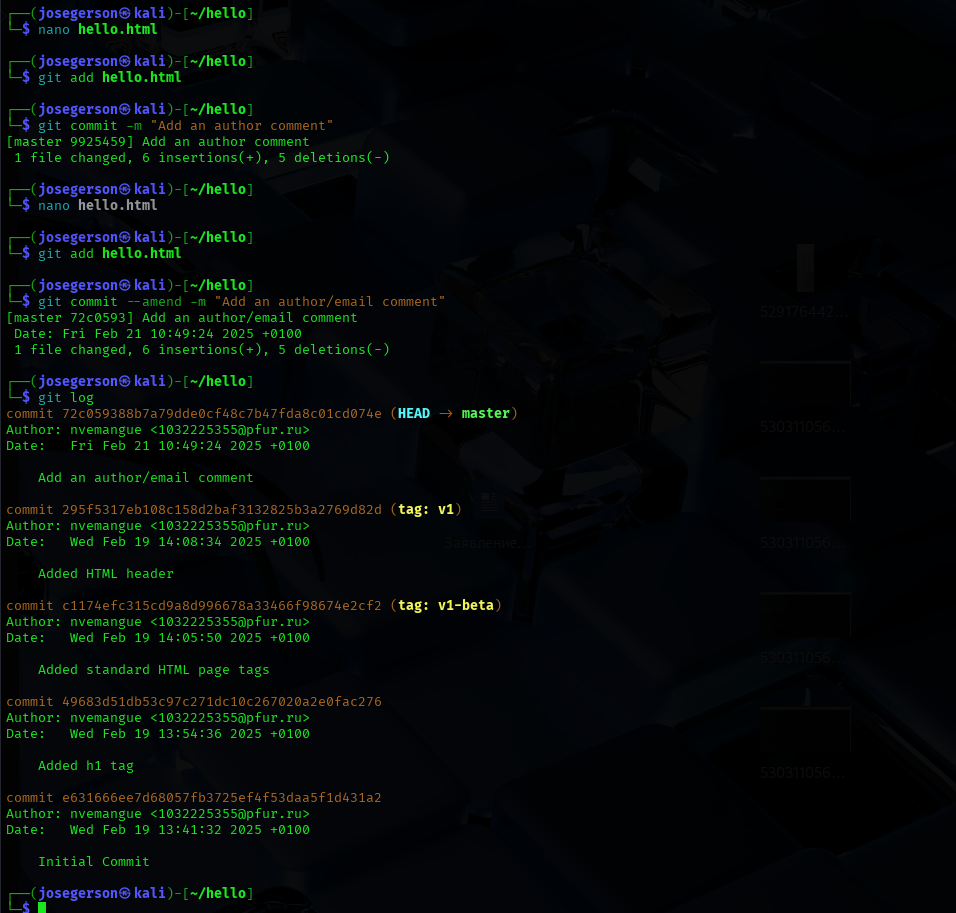 ┌──(josegerson㉿kali)-[~/hello]
└─$ nano hello.html
┌──(josegerson㉿kali)-[~/hello]
└─$ git add hello.html
┌──(josegerson㉿kali)-[~/hello]
└─$ git commit -m "Add an author comment"
[master 9925459] Add an author comment
 1 file changed, 6 insertions(+), 5 deletions(-)
┌──(josegerson㉿kali)-[~/hello]
└─$ nano hello.html
┌──(josegerson㉿kali)-[~/hello]
└─$ git add hello.html
┌──(josegerson㉿kali)-[~/hello]
└─$ git commit --amend -m "Add an author/email comment"
[master 72c0593] Add an author/email comment
 Date: Fri Feb 21 10:49:24 2025 +0100
 1 file changed, 6 insertions(+), 5 deletions(-)
┌──(josegerson㉿kali)-[~/hello]
└─$ git log
commit 72c059388b7a79dde0cf48c7b47fda8c01cd074e (HEAD -> master)
Author: nvemangue <1032225355@pfur.ru>
Date:   Fri Feb 21 10:49:24 2025 +0100
    Add an author/email comment
commit 295f5317eb108c158d2baf3132825b3a2769d82d (tag: v1)
Author: nvemangue <1032225355@pfur.ru>
Date:   Wed Feb 19 14:08:34 2025 +0100
    Added HTML header
commit c1174efc315cd9a8d996678a33466f98674e2cf2 (tag: v1-beta)
Author: nvemangue <1032225355@pfur.ru>
Date:   Wed Feb 19 14:05:50 2025 +0100
    Added standard HTML page tags
commit 49683d51db53c97c271dc10c267020a2e0fac276
Author: nvemangue <1032225355@pfur.ru>
Date:   Wed Feb 19 13:54:36 2025 +0100
    Added h1 tag
commit e631666ee7d68057fb3725ef4f53daa5f1d431a2
Author: nvemangue <1032225355@pfur.ru>
Date:   Wed Feb 19 13:41:32 2025 +0100
    Initial Commit
┌──(josegerson㉿kali)-[~/hello]
└─$
529176442...
530311056...
Заявление...
530311056...
530311056...
530311056...